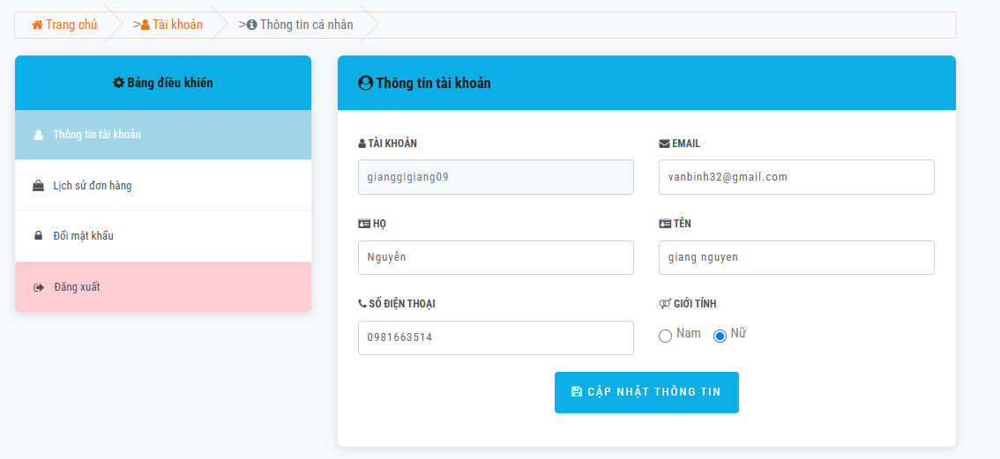 Trang chủ > Tài khoản > Thông tin cá nhân
Bảng điều khiển
Thông tin tài khoản
Lịch sử đơn hàng
Đổi mật khẩu
Đăng xuất
Thông tin tài khoản
TÀI KHOẢN
gianggigiang09
EMAIL
vanbinh32@gmail.com
HỌ
Nguyễn
TÊN
giang nguyen
SỐ ĐIỆN THOẠI
0981663514
GIỚI TÍNH
Nam Nữ
CẬP NHẬT THÔNG TIN